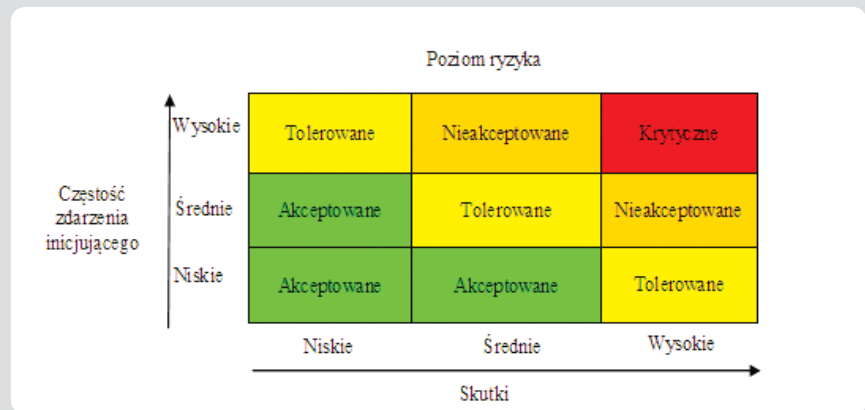 Poziom ryzyka
Wysokie
Tolerowane
Nieakceptowane
Krytyczne
Częstość
zdarzenia
inicjującego
Średnie
Akceptowane
Tolerowane
Nieakceptowane
Niskie
Akceptowane
Akceptowane
Tolerowane
Niskie
Średnie
Wysokie
Skutki